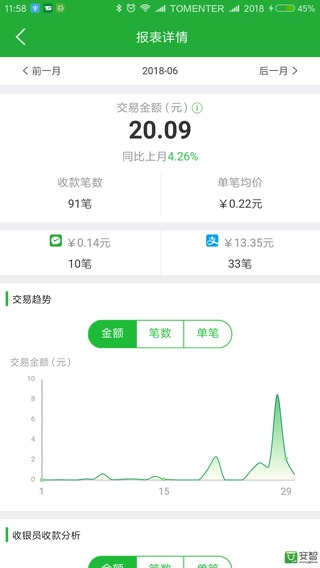 11:58 TOMENTER 2018 45%
报表详情
前一月 2018-06 后一月
交易金额（元）
20.09
同比上月4.26%
收款笔数 单笔均价
91笔 ￥0.22元
￥0.14元 ￥13.35元
10笔 33笔
交易趋势
金额 笔数 单笔
交易金额（元）
10
8
6
4
2
0
1 15 29
收银员收款分析
安智
金额 笔数 单笔